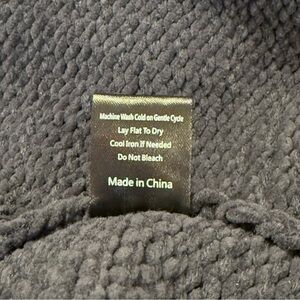 Machine Wash Cold on Gentle Cycle
Lay Flat To Dry
Cool Iron If Needed
Do Not Bleach
Made in China